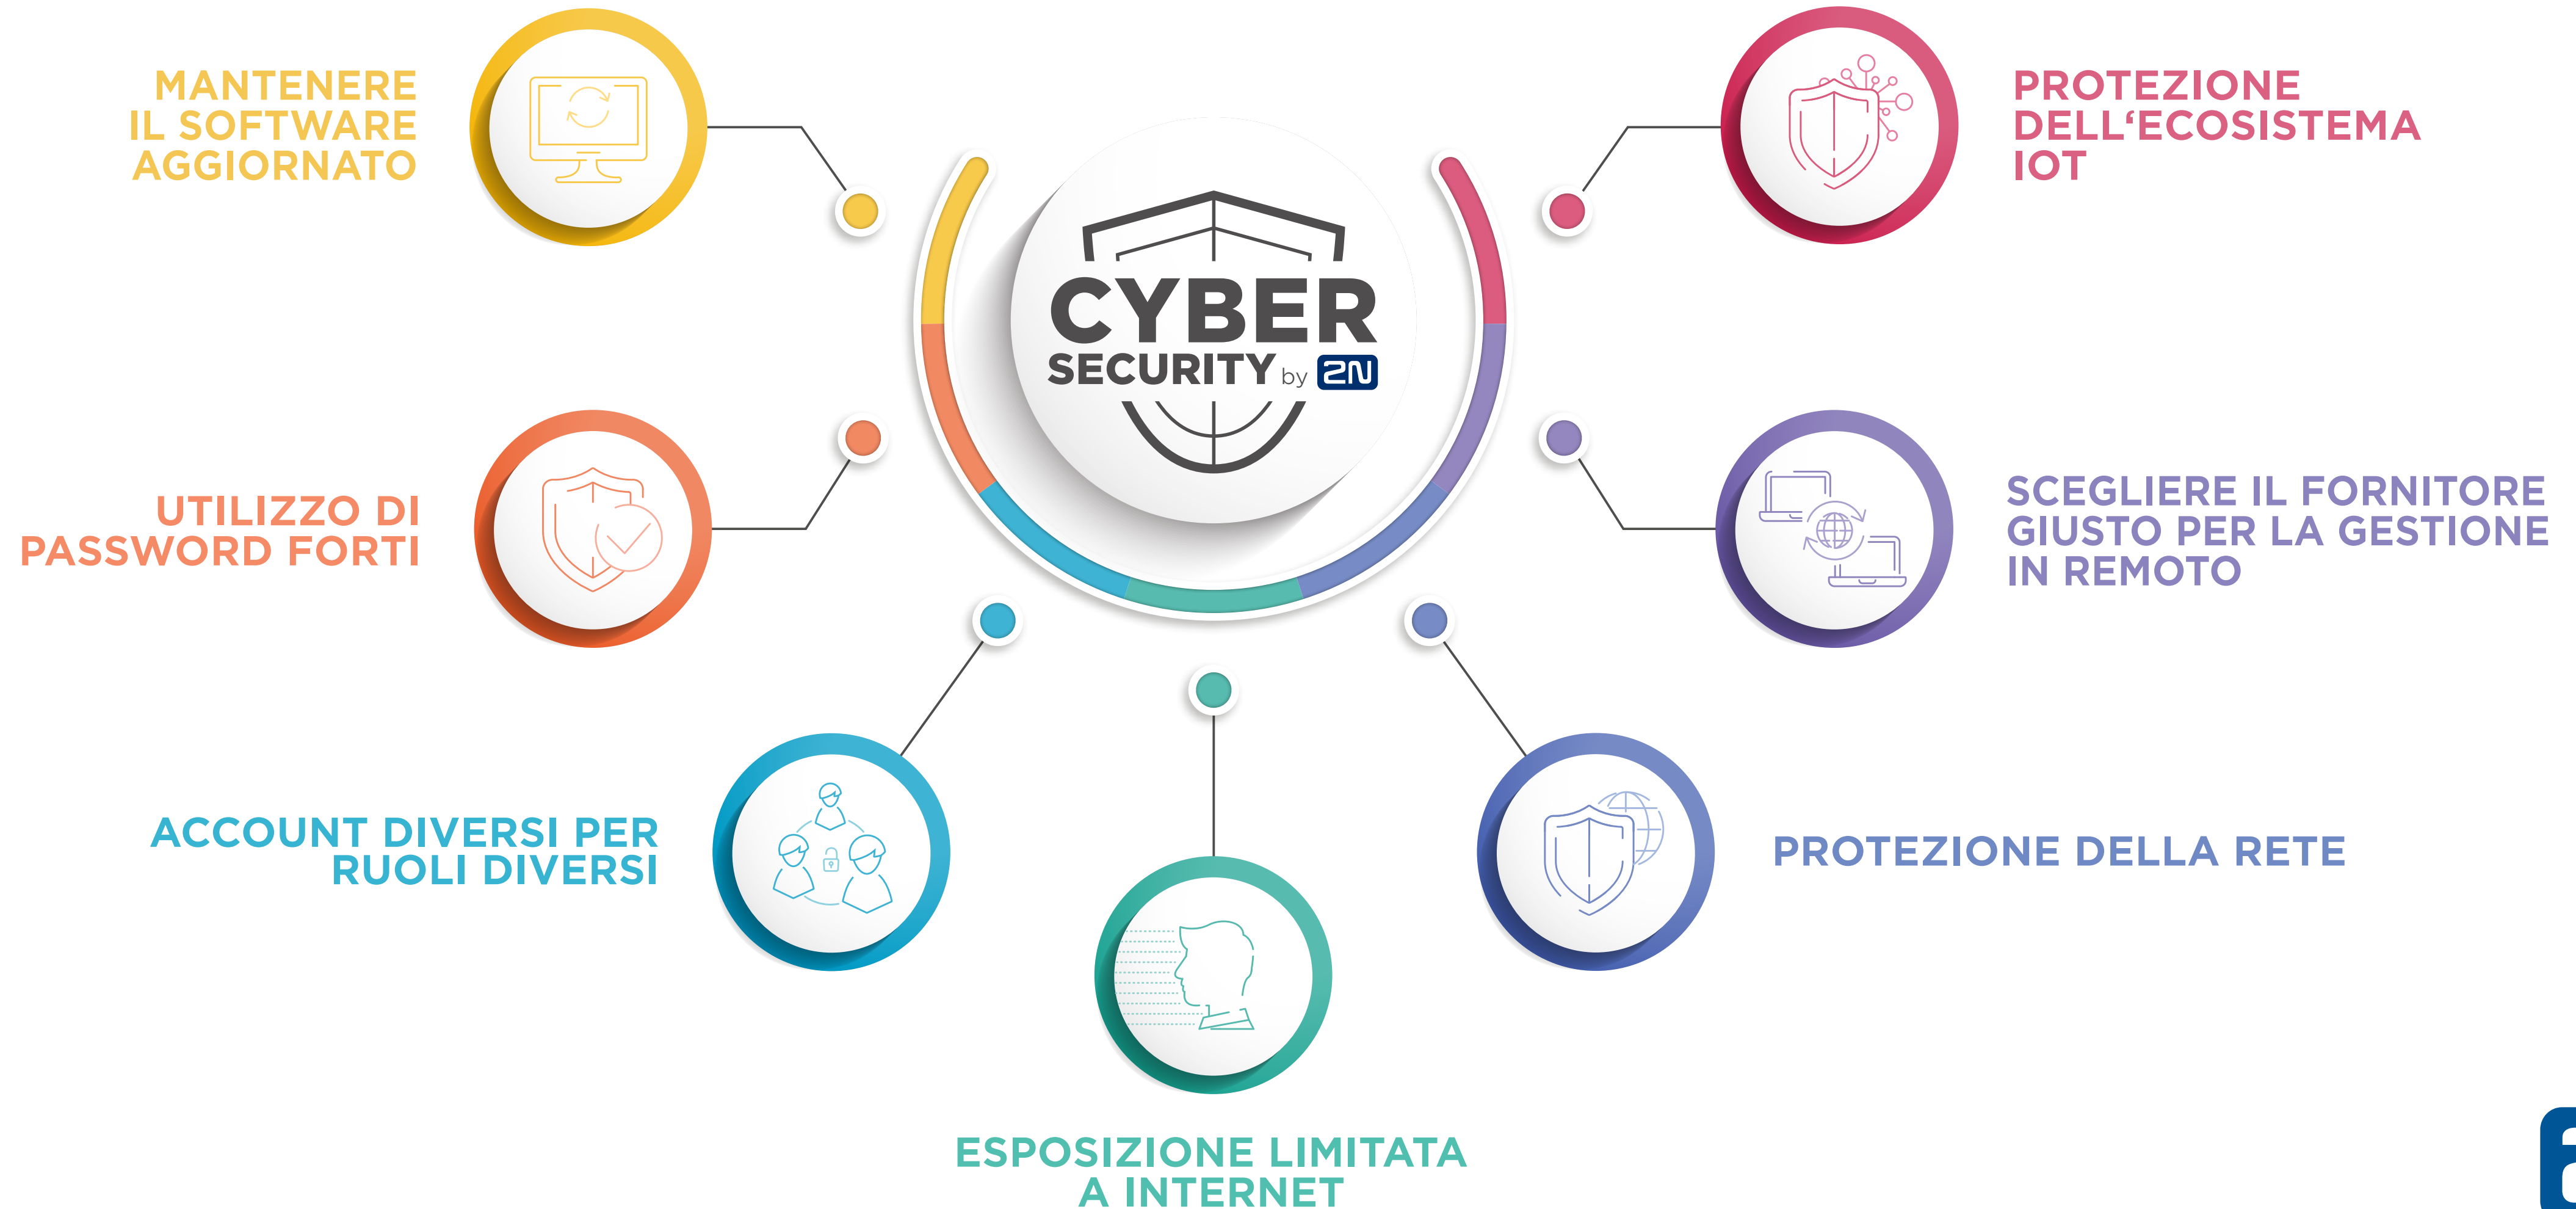 MANTENERE
IL SOFTWARE
AGGIORNATO
UTILIZZO DI
PASSWORD FORTI
ACCOUNT DIVERSI PER
RUOLI DIVERSI
ESPOSIZIONE LIMITATA
A INTERNET
CYBER
SECURITY by 2N
PROTEZIONE
DELL‘ECOSISTEMA
IOT
SCEGLIERE IL FORNITORE
GIUSTO PER LA GESTIONE
IN REMOTO
PROTEZIONE DELLA RETE